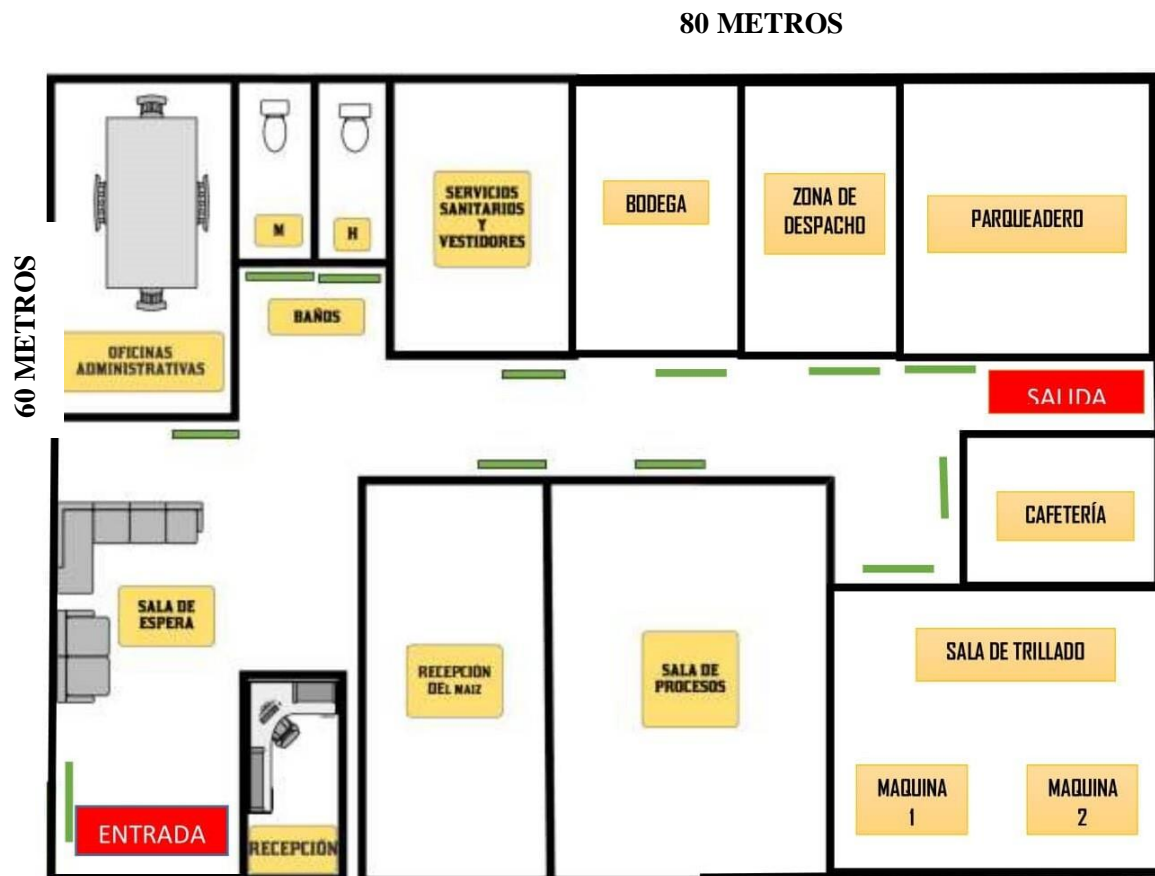 80 METROS
60 METROS
M
H
SERVICIOS
SANITARIOS
Y
VESTIDORES
BODEGA
ZONA DE
DESPACHO
PARQUEADERO
BAÑOS
OFICINAS
ADMINISTRATIVAS
SALIDA
CAFETERÍA
SALA DE
ESPERA
RECEPCIÓN
DEL MAIZ
SALA DE
PROCESOS
SALA DE TRILLADO
MAQUINA
1
MAQUINA
2
ENTRADA
RECEPCIÓN